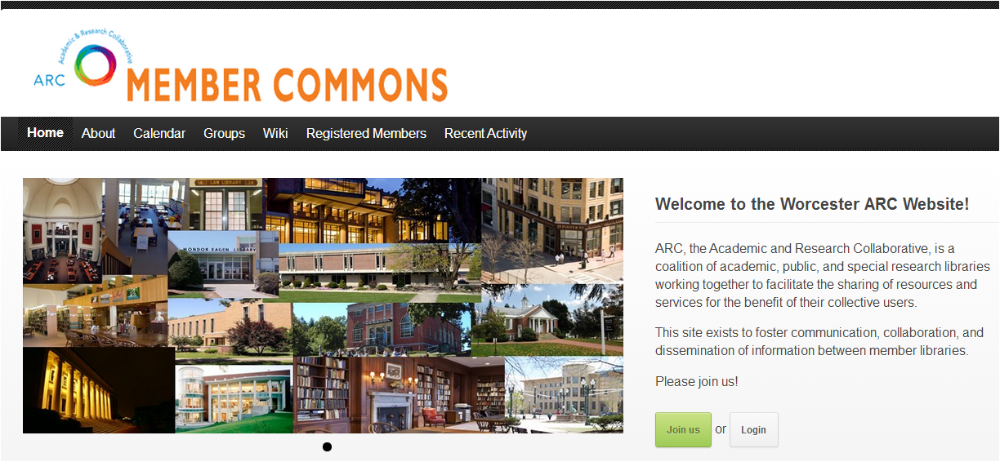 Academic & Research Collaborative
ARC
MEMBER COMMONS
Home About Calendar Groups Wiki Registered Members Recent Activity
LAW LIBRARY
MONDOR EAGEN LIBRARY
Welcome to the Worcester ARC Website!
ARC, the Academic and Research Collaborative, is a
coalition of academic, public, and special research libraries
working together to facilitate the sharing of resources and
services for the benefit of their collective users.
This site exists to foster communication, collaboration, and
dissemination of information between member libraries.
Please join us!
Join us or Login